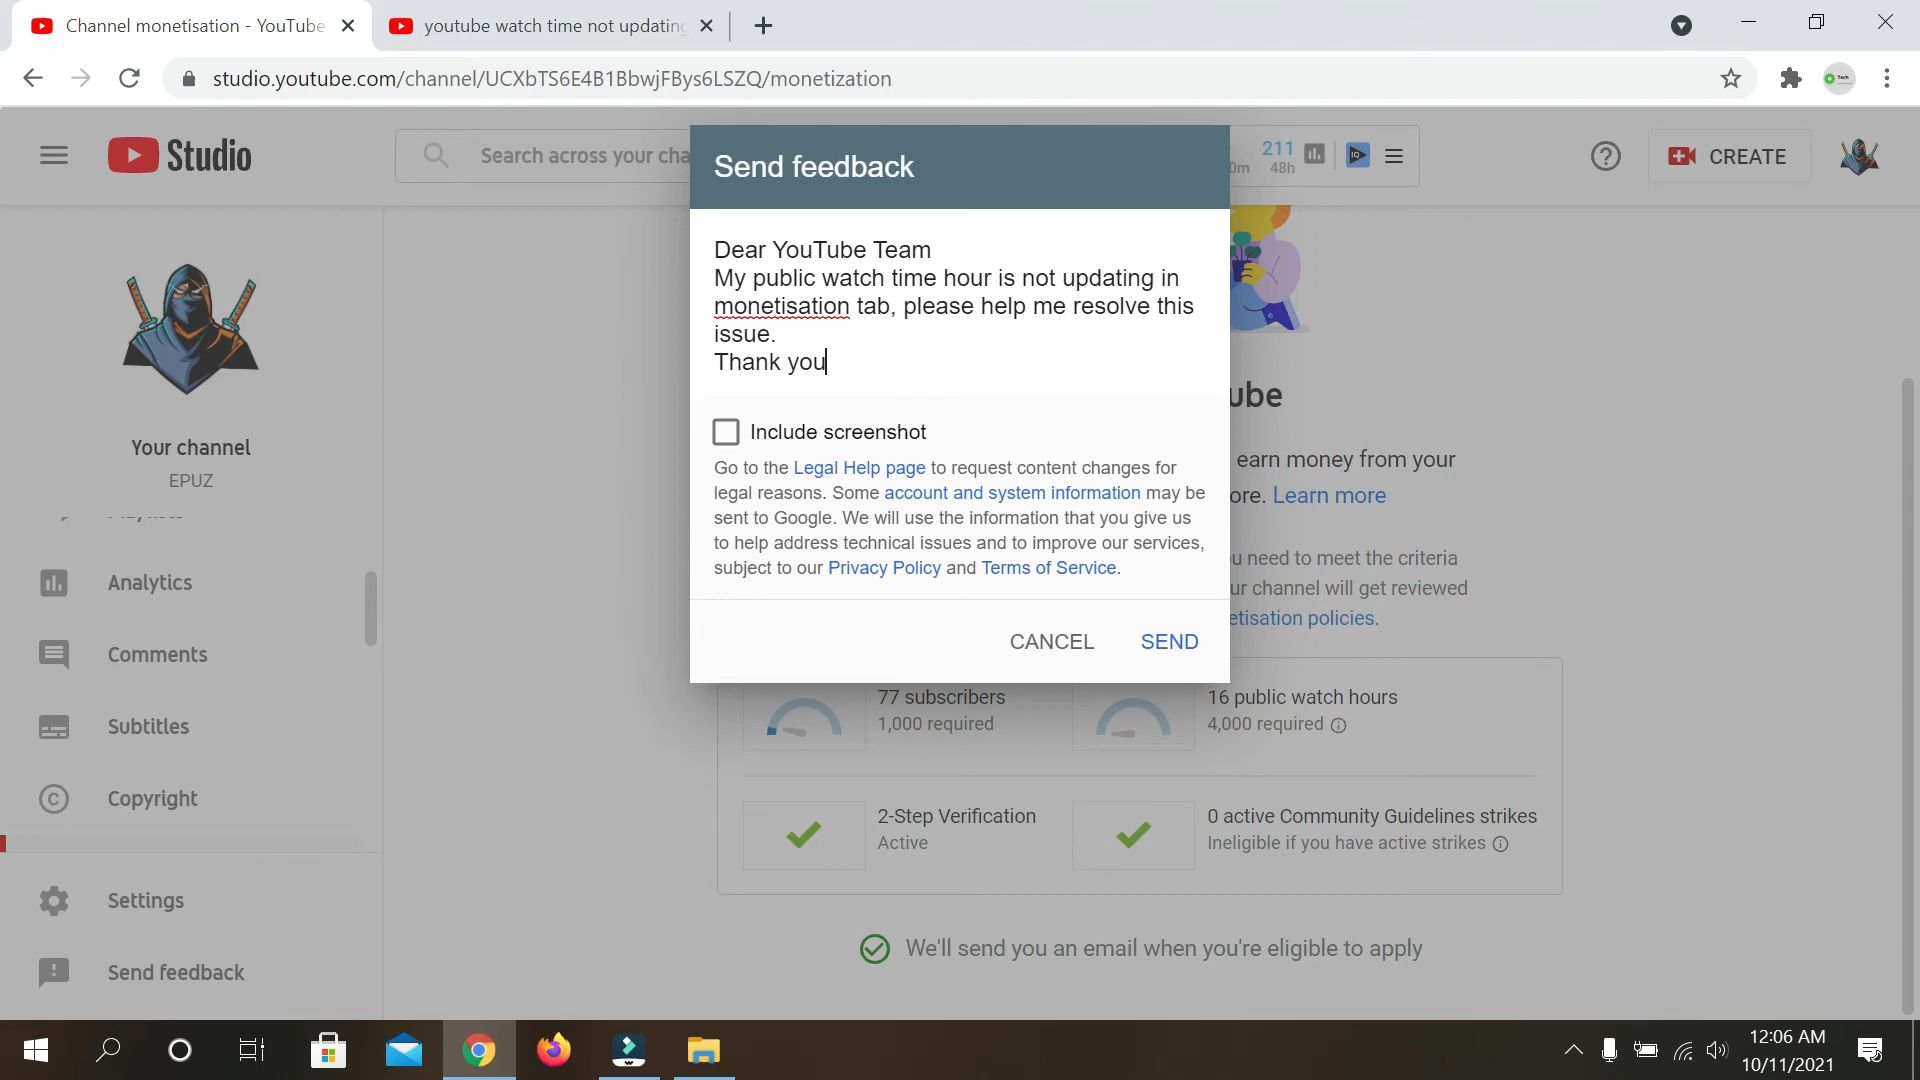 Channel monetisation - YouTube
youtube watch time not updating
studio.youtube.com/channel/UCXbTS6E4B1BbwjFBys6LSZQ/monetization
Tech
Studio
Search across your cha
0m
211
48h
IQ
CREATE
Send feedback
Dear YouTube Team
My public watch time hour is not updating in
monetisation tab, please help me resolve this
issue.
Thank you
Include screenshot
Go to the Legal Help page to request content changes for
legal reasons. Some account and system information may be
sent to Google. We will use the information that you give us
to help address technical issues and to improve our services,
subject to our Privacy Policy and Terms of Service.
CANCEL
SEND
Your channel
EPUZ
Analytics
Comments
Subtitles
Copyright
Settings
Send feedback
ube
earn money from your
ore. Learn more
u need to meet the criteria
ur channel will get reviewed
etisation policies.
77 subscribers
1,000 required
16 public watch hours
4,000 required
2-Step Verification
Active
0 active Community Guidelines strikes
Ineligible if you have active strikes
We'll send you an email when you're eligible to apply
12:06 AM
10/11/2021